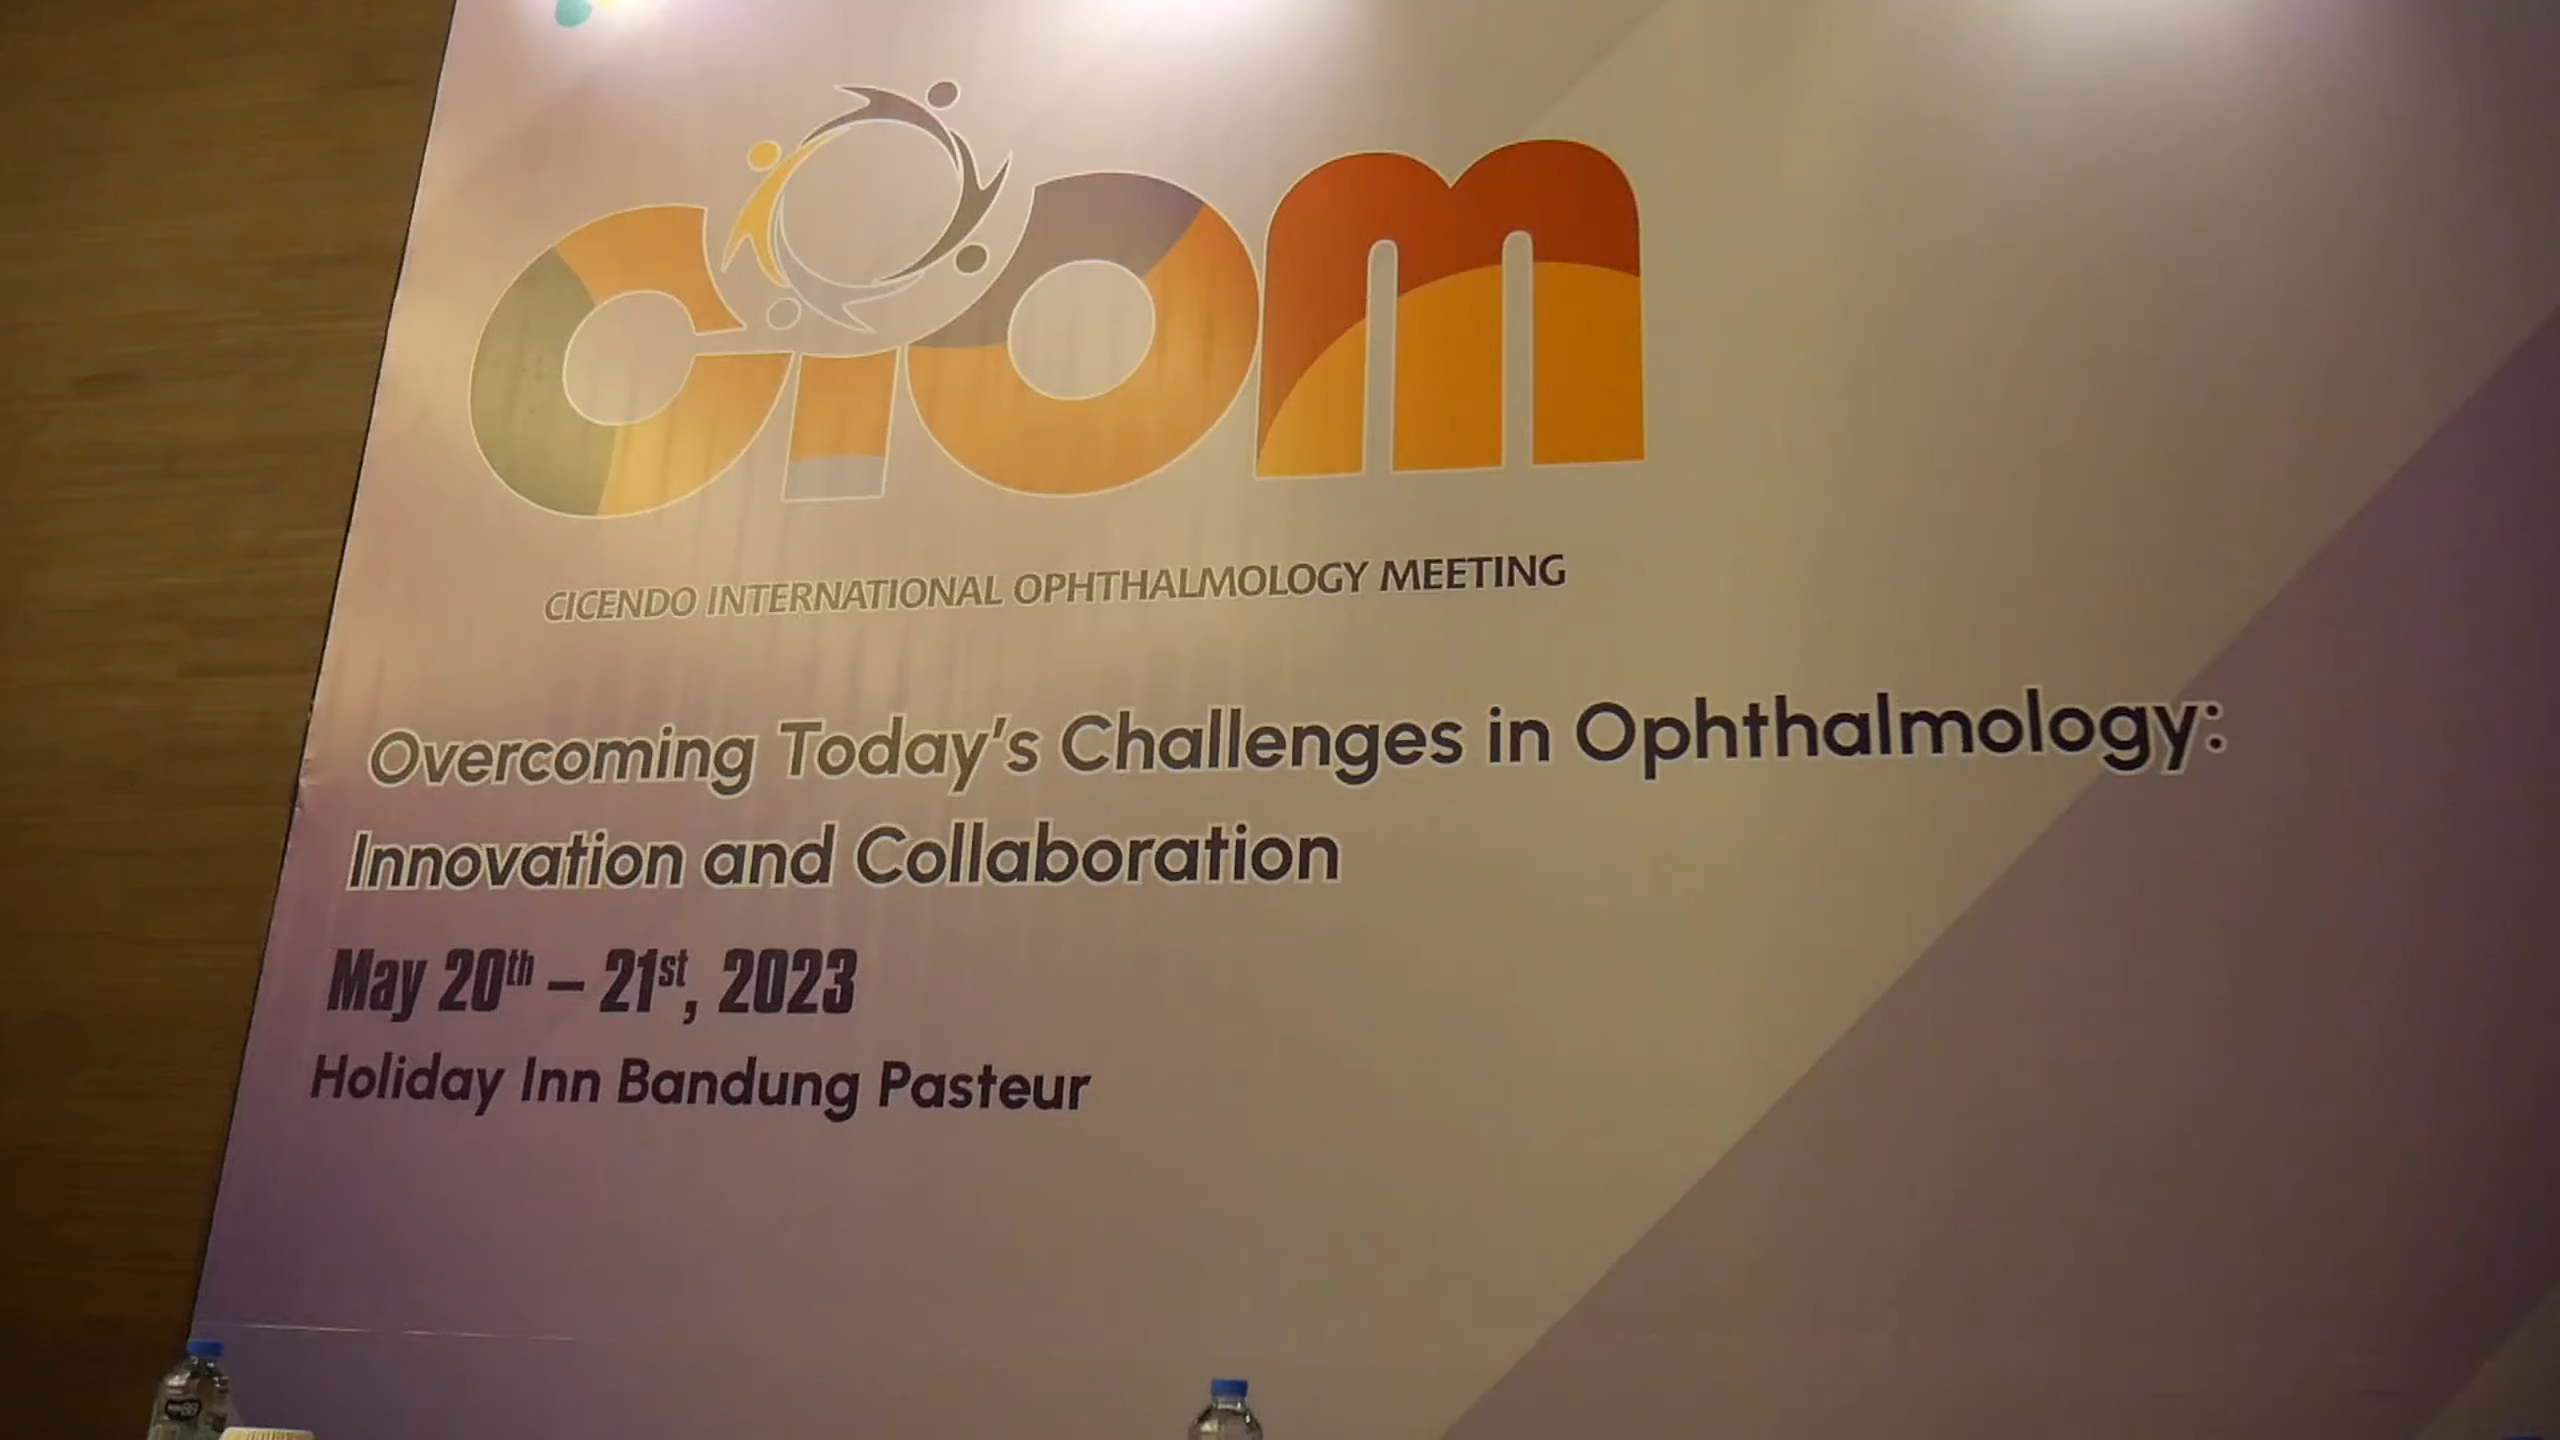 ciom
CICENDO INTERNATIONAL OPHTHALMOLOGY MEETING
Overcoming Today's Challenges in Ophthalmology:
Innovation and Collaboration
May 20th – 21st, 2023
Holiday Inn Bandung Pasteur